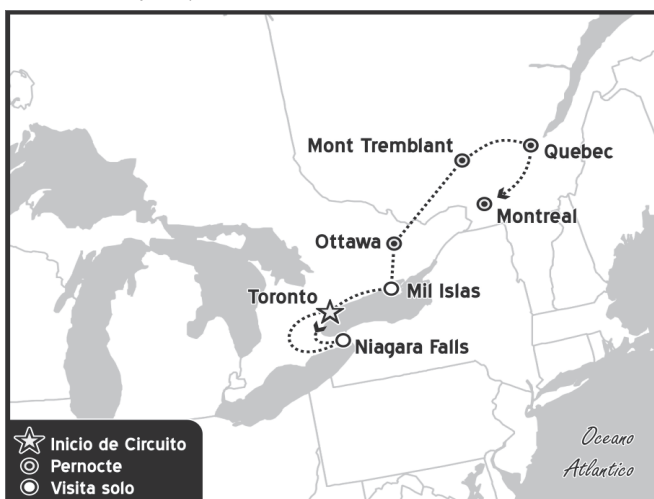 Mont Tremblant
Quebec
Montreal
Ottawa
Toronto
Mil Islas
Niagara Falls
Inicio de Circuito
Pernocte
Visita solo
Oceano
Atlantico